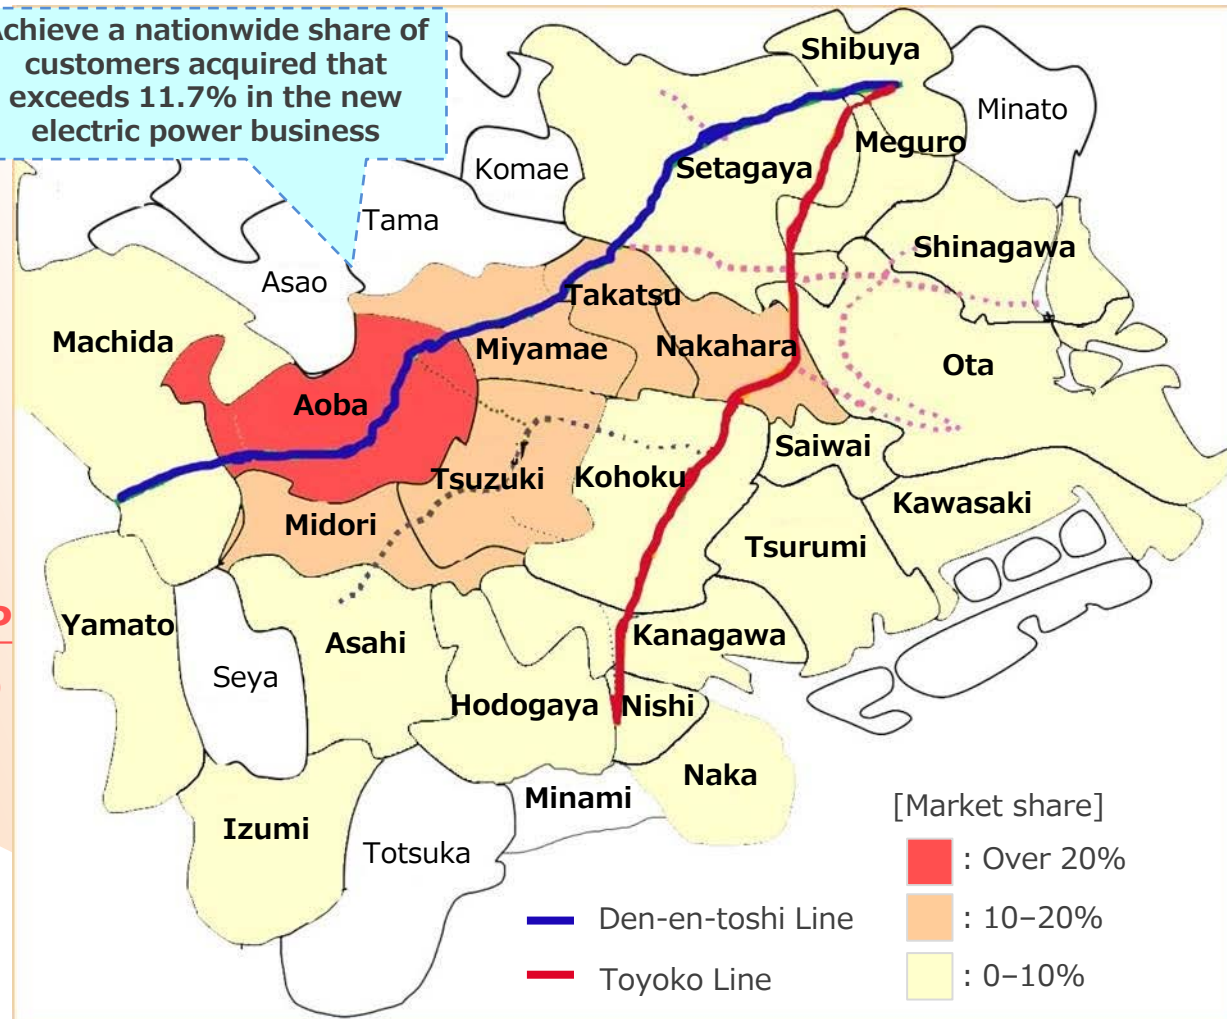 chieve a nationwide share of
customers acquired that
exceeds 11.7% in the new
electric power business
Shibuya
Minato
Meguro
Komae
Setagaya
Tama
Shinagawa
Asao
Takatsu
Machida
Miyamae
Nakahara
Ota
Aoba
Saiwai
Tsuzuki
Kohoku
Kawasaki
Midori
Tsurumi
Yamato
Asahi
Kanagawa
Seya
Hodogaya
Nishi
Naka
Minami
Izumi
Totsuka
[Market share]
: Over 20%
: 10–20%
: 0–10%
Den-en-toshi Line
Toyoko Line